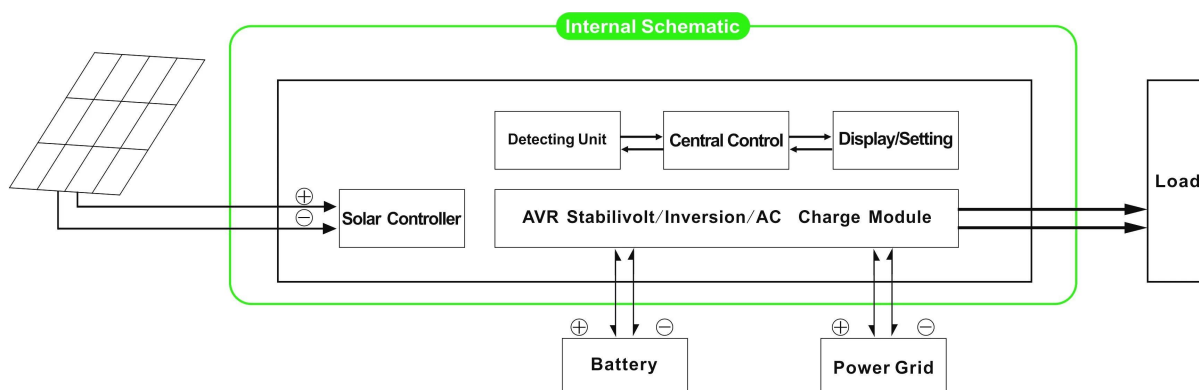 Internal Schematic
Detecting Unit
Central Control
Display/Setting
Load
+
−
Solar Controller
AVR Stabilivolt/Inversion/AC Charge Module
+ −
+ −
Battery
Power Grid